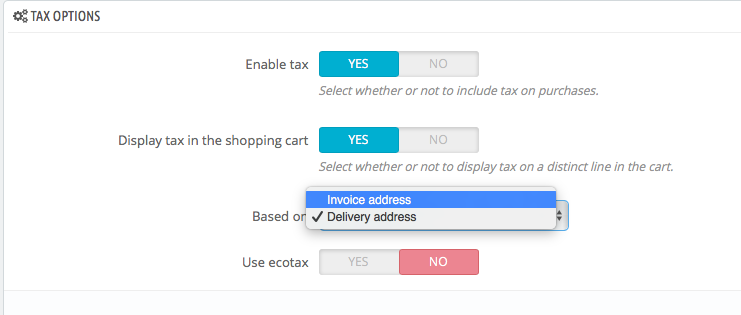 TAX OPTIONS
Enable tax YES NO
Select whether or not to include tax on purchases.
Display tax in the shopping cart YES NO
Select whether or not to display tax on a distinct line in the cart.
Invoice address
Based on ✓ Delivery address
Use ecotax YES NO